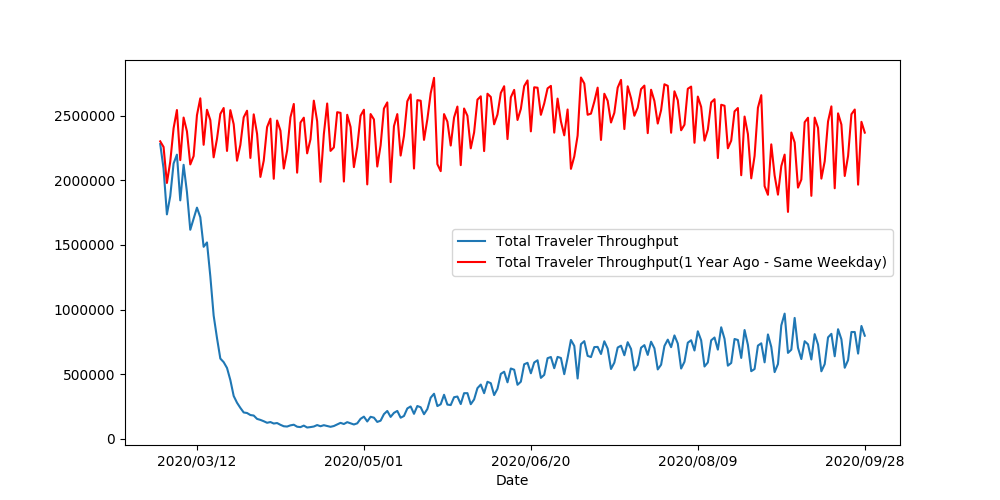 2500000
2000000
1500000
1000000
500000
0
Total Traveler Throughput
Total Traveler Throughput(1 Year Ago - Same Weekday)
2020/03/12 2020/05/01 2020/06/20 2020/08/09 2020/09/28
Date